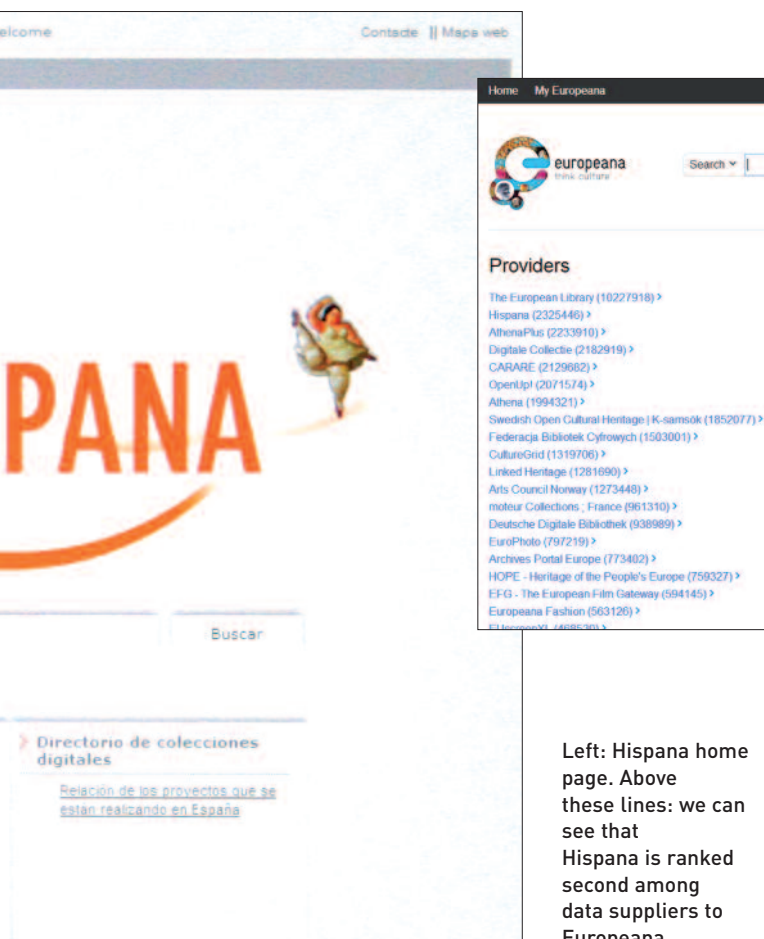 elcome
Contacte || Mapa web
PANA
Buscar
Directorio de colecciones
digitales
Relación de los proyectos que se
están realizando en España
Home My Europeana
europeana
think culture
Search
Providers
The European Library (10227918) >
Hispana (2325446) >
AthenaPlus (2233910) >
Digitale Collectie (2182919) >
CARARE (2129682) >
OpenUp! (2071574) >
Athena (1994321) >
Swedish Open Cultural Heritage | K-samsök (1852077) >
Federacja Bibliotek Cyfrowych (1503001) >
CultureGrid (1319706) >
Linked Heritage (1281690) >
Arts Council Norway (1273448) >
moteur Collections ; France (961310) >
Deutsche Digitale Bibliothek (938989) >
EuroPhoto (797219) >
Archives Portal Europe (773402) >
HOPE - Heritage of the People's Europe (759327) >
EFG - The European Film Gateway (594145) >
Europeana Fashion (563126) >
Left: Hispana home
page. Above
these lines: we can
see that
Hispana is ranked
second among
data suppliers to
Europeana